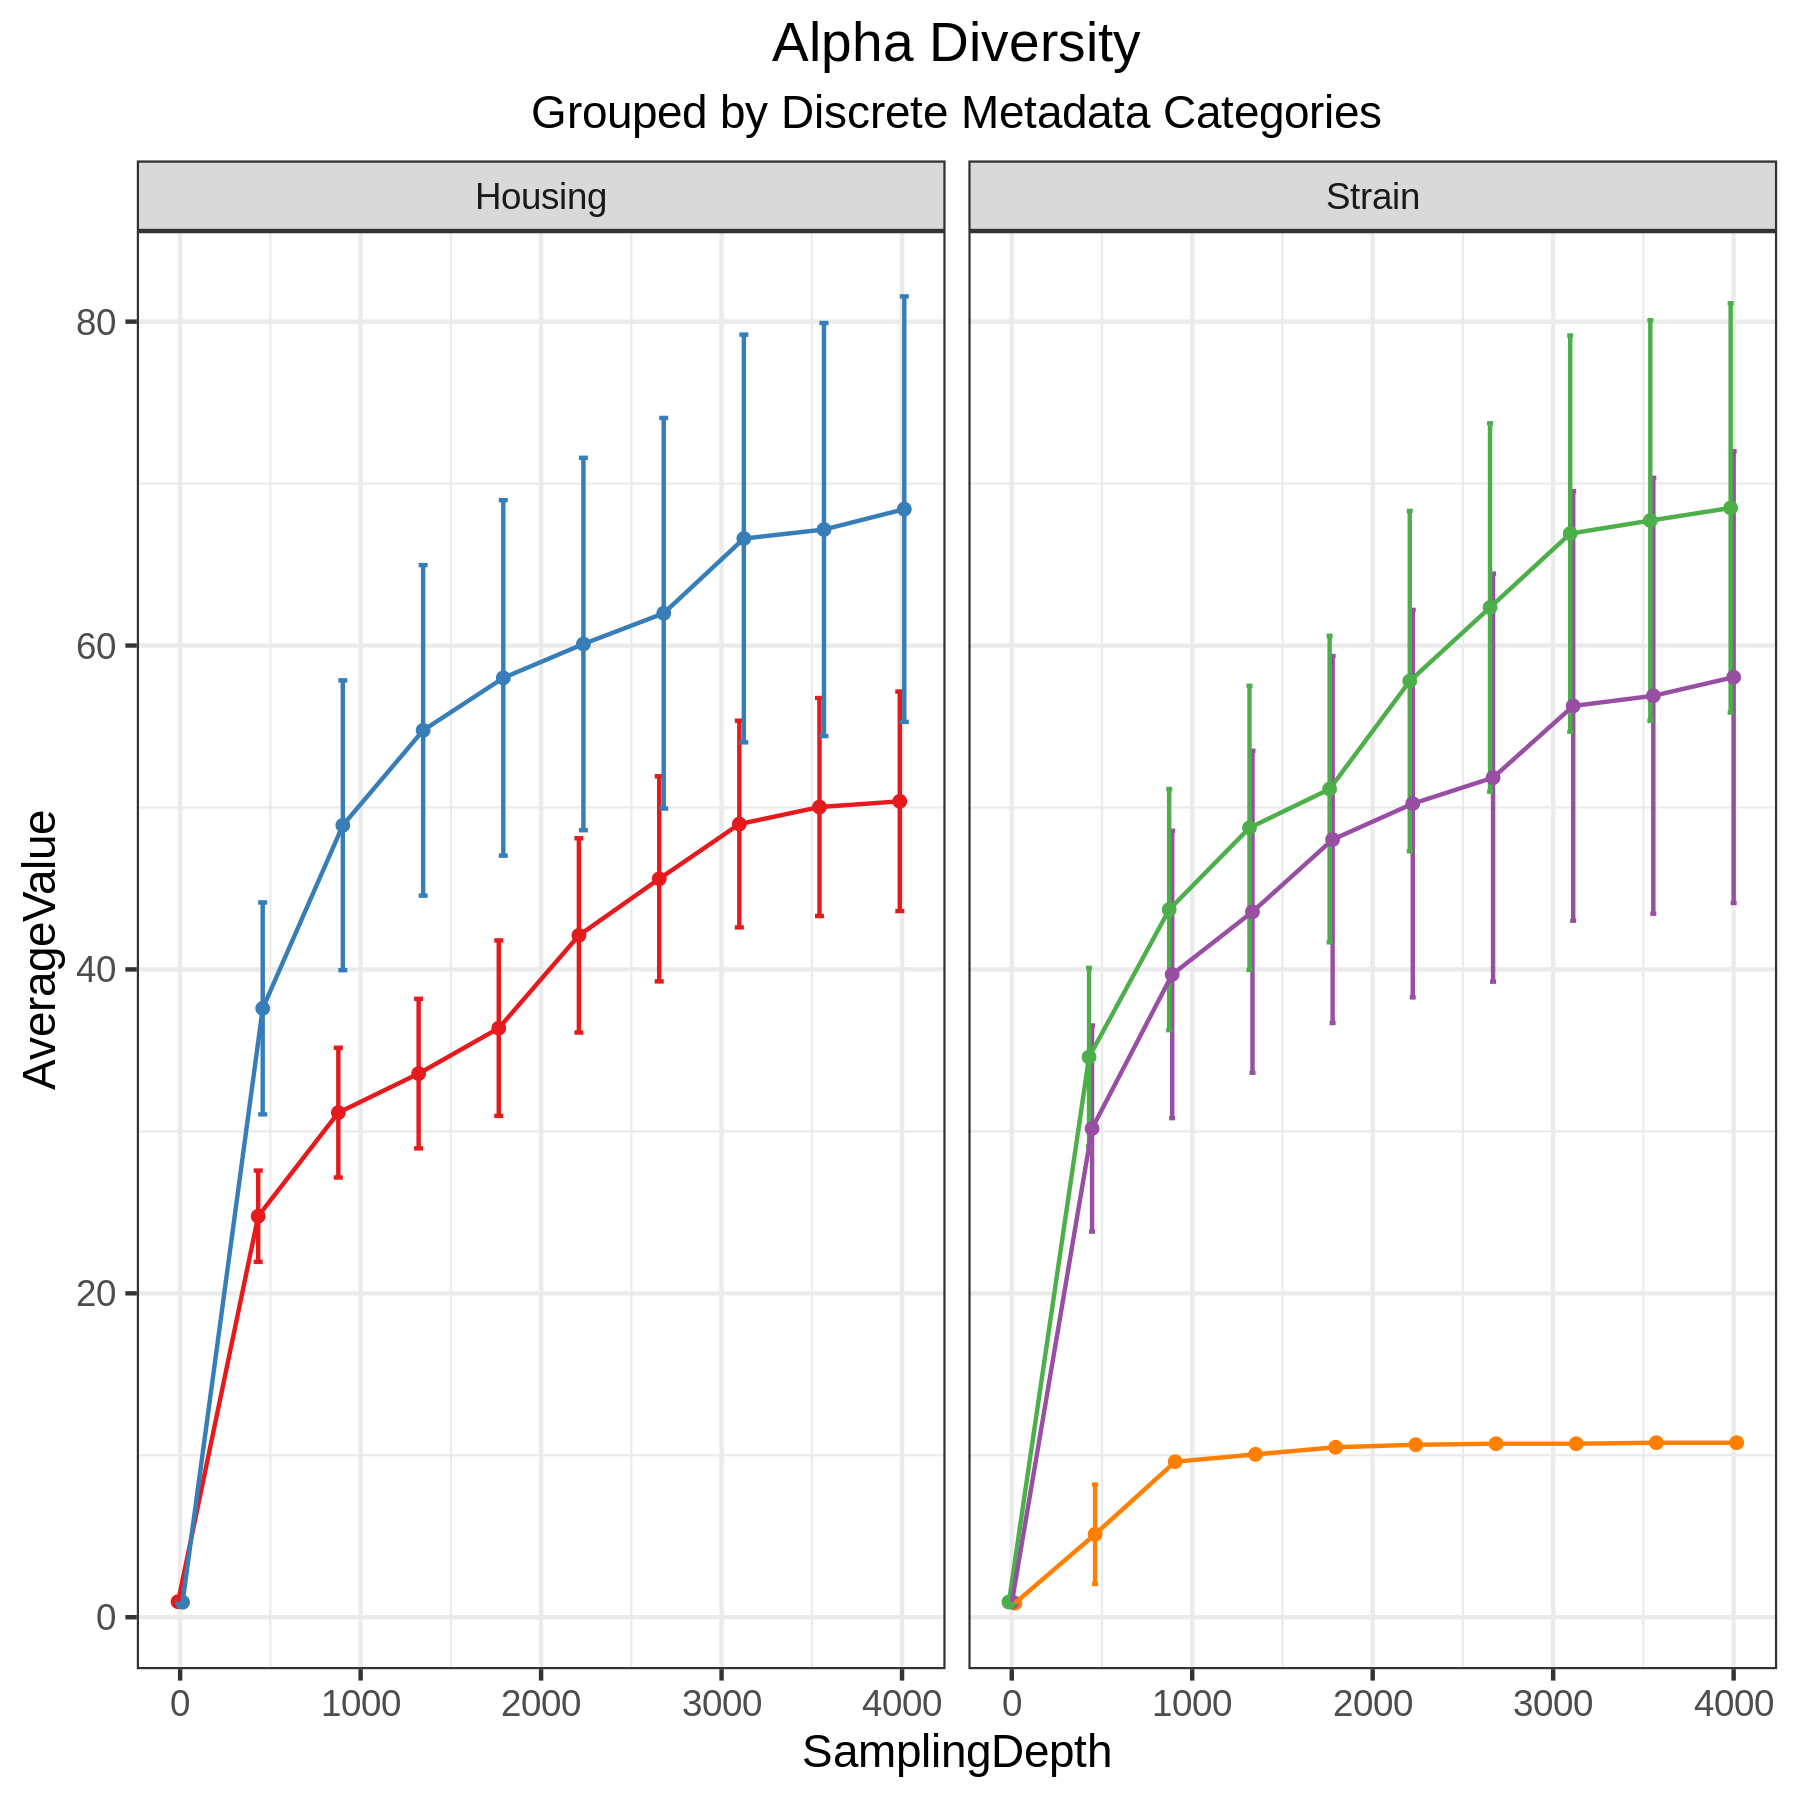 Alpha Diversity
Grouped by Discrete Metadata Categories
Housing
Strain
80
60
40
20
0
AverageValue
0 1000 2000 3000 4000
0 1000 2000 3000 4000
SamplingDepth